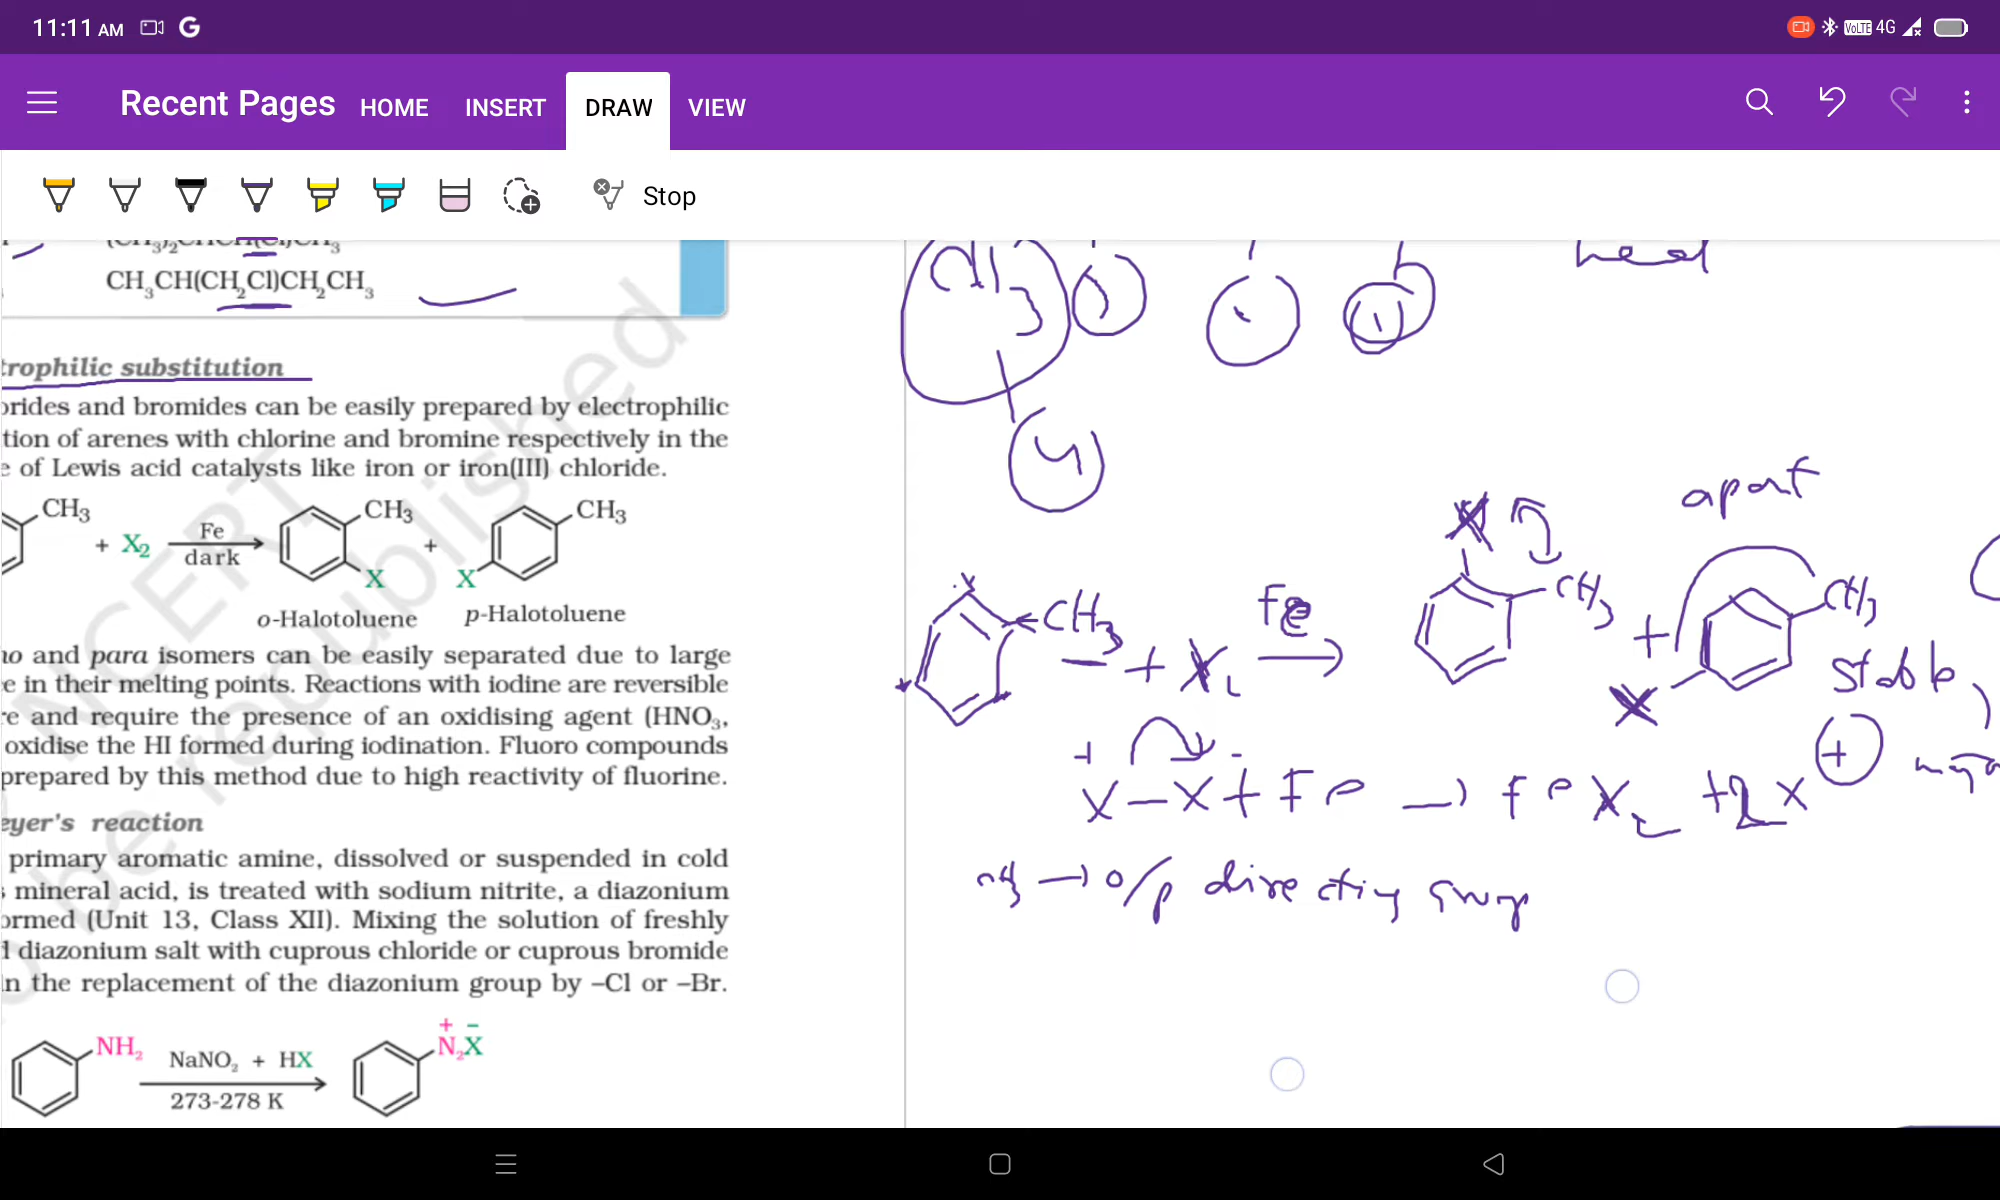 11:11 AM
VoLTE 4G
Recent Pages HOME INSERT DRAW VIEW
Stop
CH₃CH(CH₂Cl)CH₂CH₃
trophilic substitution
orides and bromides can be easily prepared by electrophilic
tion of arenes with chlorine and bromine respectively in the
e of Lewis acid catalysts like iron or iron(III) chloride.
CH₃ + X₂ Fe dark CH₃ X + CH₃ X
o-Halotoluene p-Halotoluene
ho and para isomers can be easily separated due to large
e in their melting points. Reactions with iodine are reversible
re and require the presence of an oxidising agent (HNO₃,
oxidise the HI formed during iodination. Fluoro compounds
prepared by this method due to high reactivity of fluorine.
eyer's reaction
primary aromatic amine, dissolved or suspended in cold
mineral acid, is treated with sodium nitrite, a diazonium
ormed (Unit 13, Class XII). Mixing the solution of freshly
d diazonium salt with cuprous chloride or cuprous bromide
in the replacement of the diazonium group by –Cl or –Br.
NH₂ NaNO₂ + HX 273-278 K N₂⁺X⁻
NCERT
be republished
apart
CH₃ + X₂ Fe → X CH₃ + CH₃ X
stable
X – X + Fe → FeX₂ + 2X⁺
→ o/p directing